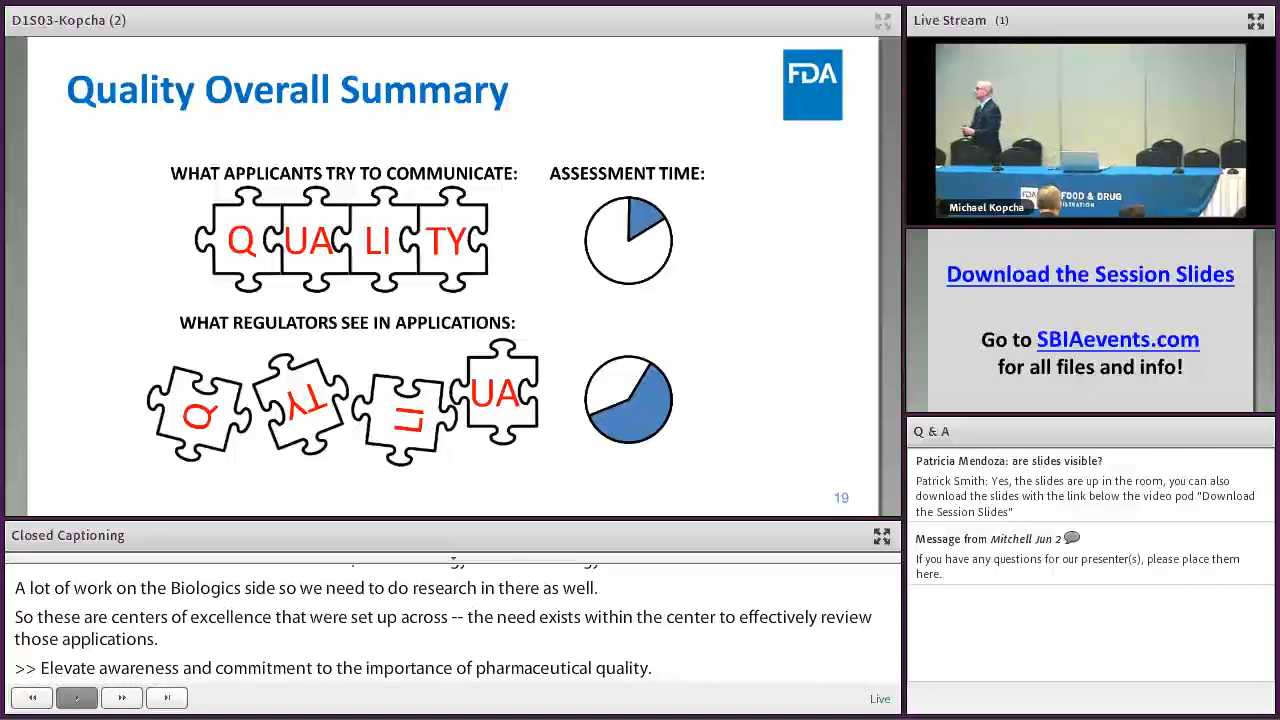 D1S03-Kopcha (2)
Quality Overall Summary
FDA
WHAT APPLICANTS TRY TO COMMUNICATE:
ASSESSMENT TIME:
Q UA LI TY
WHAT REGULATORS SEE IN APPLICATIONS:
Q TY LI UA
19
Closed Captioning
A lot of work on the Biologics side so we need to do research in there as well.
So these are centers of excellence that were set up across -- the need exists within the center to effectively review
those applications.
>> Elevate awareness and commitment to the importance of pharmaceutical quality.
Live
Live Stream (1)
FDA
FOOD & DRUG
Michael Kopcha
Download the Session Slides
Go to SBIAevents.com
for all files and info!
Q & A
Patricia Mendoza: are slides visible?
Patrick Smith: Yes, the slides are up in the room, you can also
download the slides with the link below the video pod "Download
the Session Slides"
Message from Mitchell Jun 2
If you have any questions for our presenter(s), please place them
here.